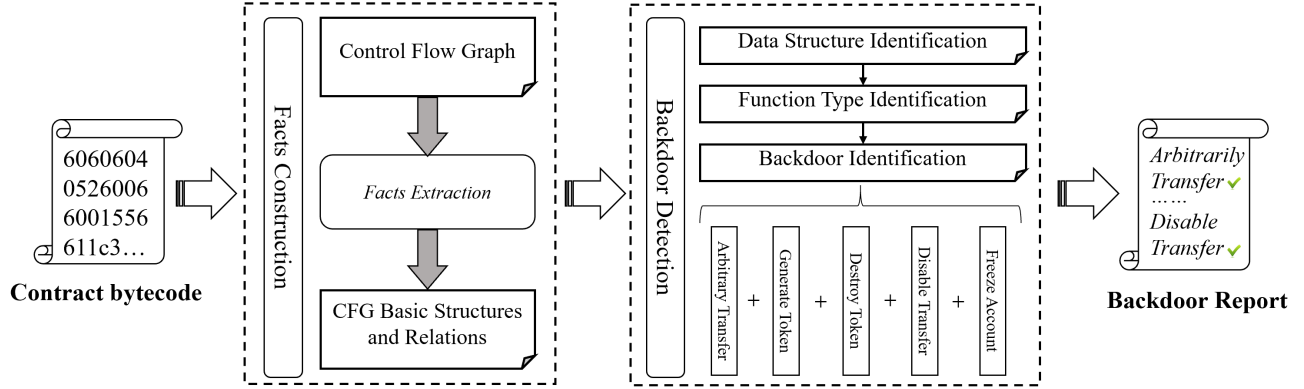 6060604
0526006
6001556
611c3...
Contract bytecode
Facts Construction
Control Flow Graph
Facts Extraction
CFG Basic Structures
and Relations
Backdoor Detection
Data Structure Identification
Function Type Identification
Backdoor Identification
Arbitrary Transfer
+
Generate Token
+
Destroy Token
+
Disable Transfer
+
Freeze Account
Arbitrarily
Transfer
......
Disable
Transfer
Backdoor Report